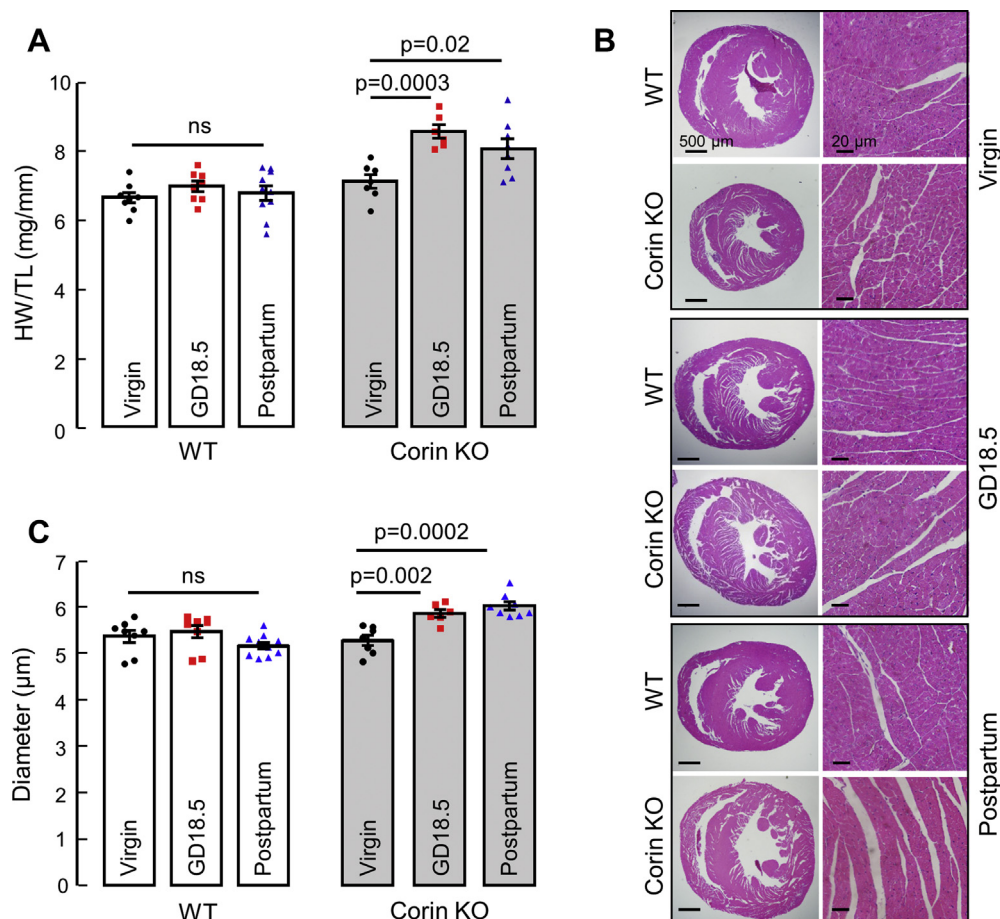 A
p=0.02
p=0.0003
ns
10
8
6
4
2
0
HW/TL (mg/mm)
Virgin
GD18.5
Postpartum
Virgin
GD18.5
Postpartum
WT
Corin KO
B
WT
500 µm
20 µm
Corin KO
Virgin
WT
Corin KO
GD18.5
WT
Corin KO
Postpartum
C
p=0.0002
p=0.002
ns
7
6
5
4
3
2
1
0
Diameter (µm)
Virgin
GD18.5
Postpartum
Virgin
GD18.5
Postpartum
WT
Corin KO